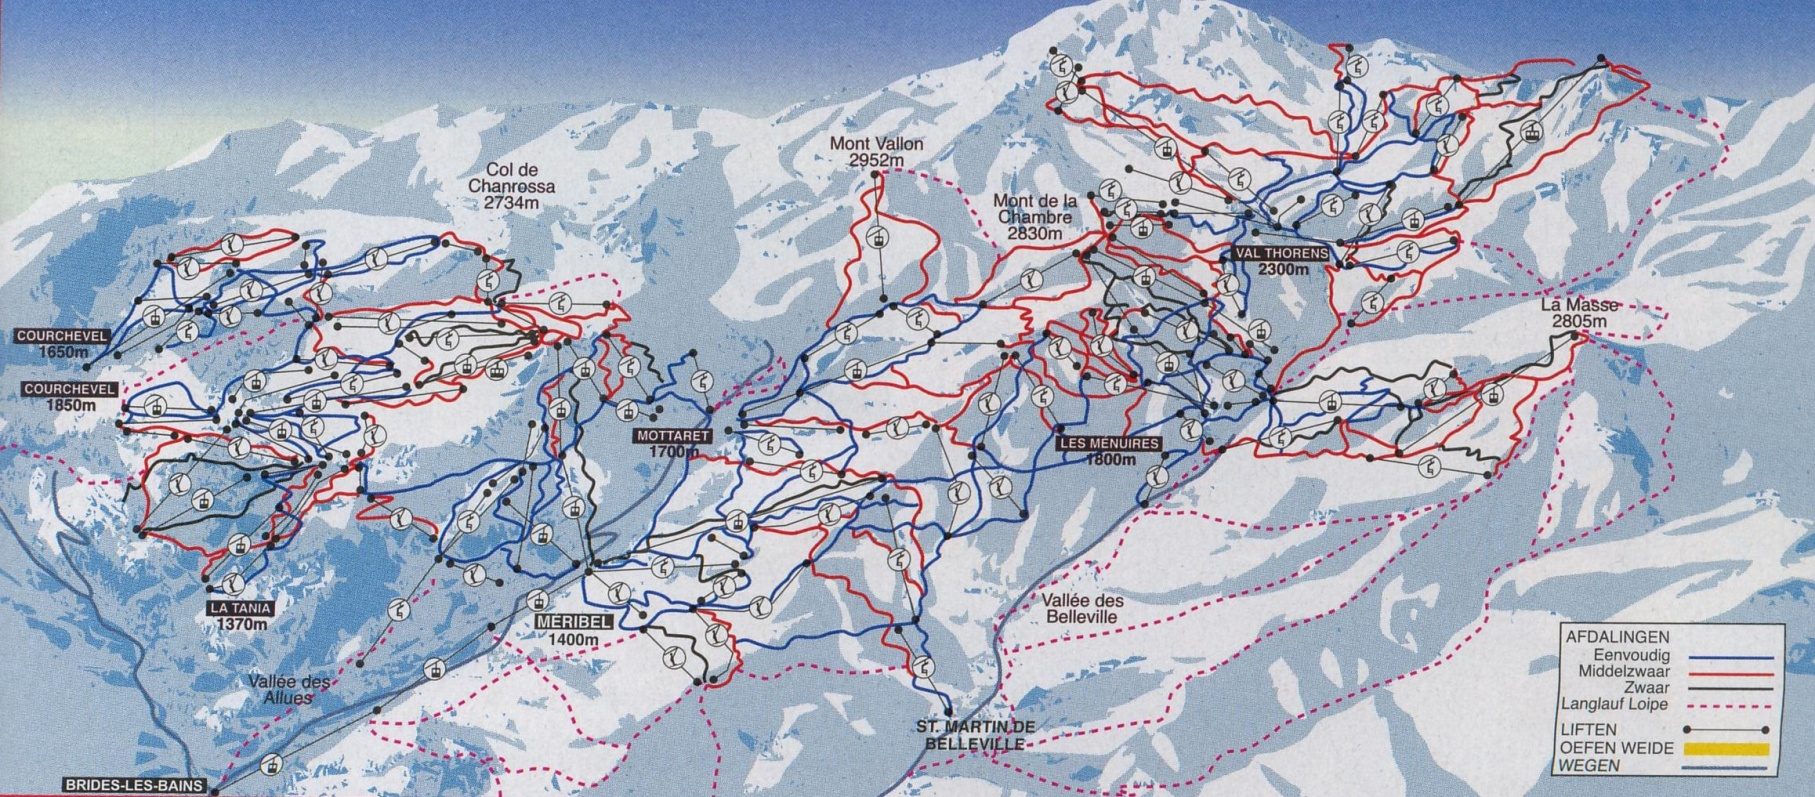 Mont Vallon
2952m
Col de
Chanrossa
2734m
Mont de la
Chambre
2830m
VAL THORENS
2300m
La Masse
2805m
COURCHEVEL
1650m
COURCHEVEL
1850m
MOTTARET
1700m
LES MENUIRES
1800m
LA TANIA
1370m
MÉRIBEL
1400m
Vallée des
Belleville
Vallée des
Allues
ST. MARTIN DE
BELLEVILLE
BRIDES-LES-BAINS
AFDALINGEN
Eenvoudig
Middelzwaar
Zwaar
Langlauf Loipe
LIFTEN
OEFEN WEIDE
WEGEN